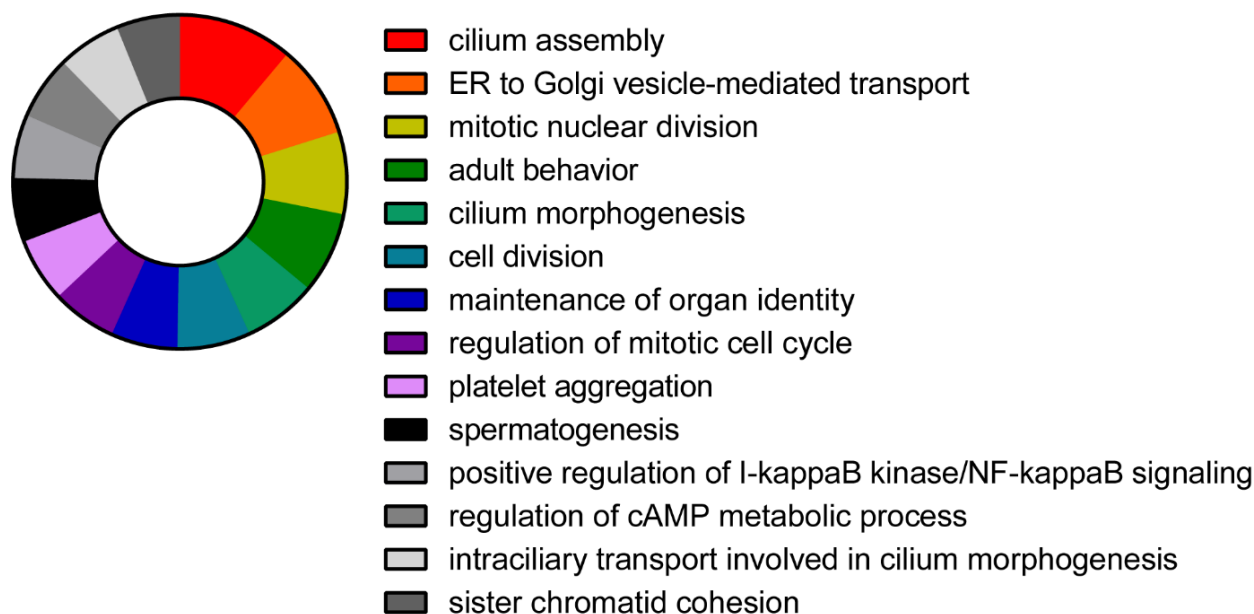 cilium assembly
ER to Golgi vesicle-mediated transport
mitotic nuclear division
adult behavior
cilium morphogenesis
cell division
maintenance of organ identity
regulation of mitotic cell cycle
platelet aggregation
spermatogenesis
positive regulation of I-kappaB kinase/NF-kappaB signaling
regulation of cAMP metabolic process
intraciliary transport involved in cilium morphogenesis
sister chromatid cohesion